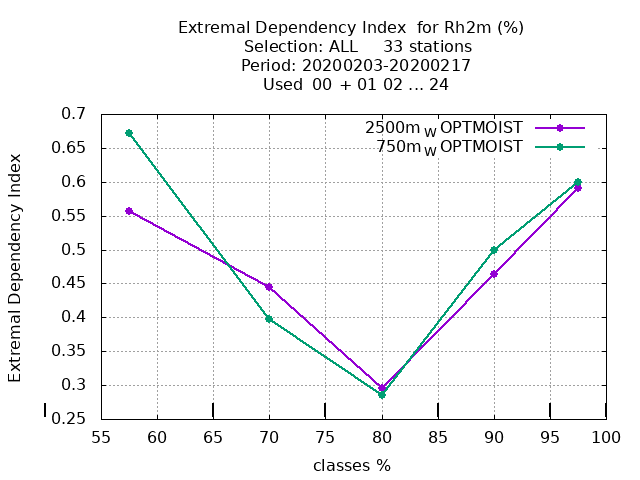 Extremal Dependency Index for Rh2m (%)
Selection: ALL 33 stations
Period: 20200203-20200217
Used 00 + 01 02 ... 24
2500m W OPTMOIST
750m W OPTMOIST
Extremal Dependency Index
0.7
0.65
0.6
0.55
0.5
0.45
0.4
0.35
0.3
0.25
55 60 65 70 75 80 85 90 95 100
classes %